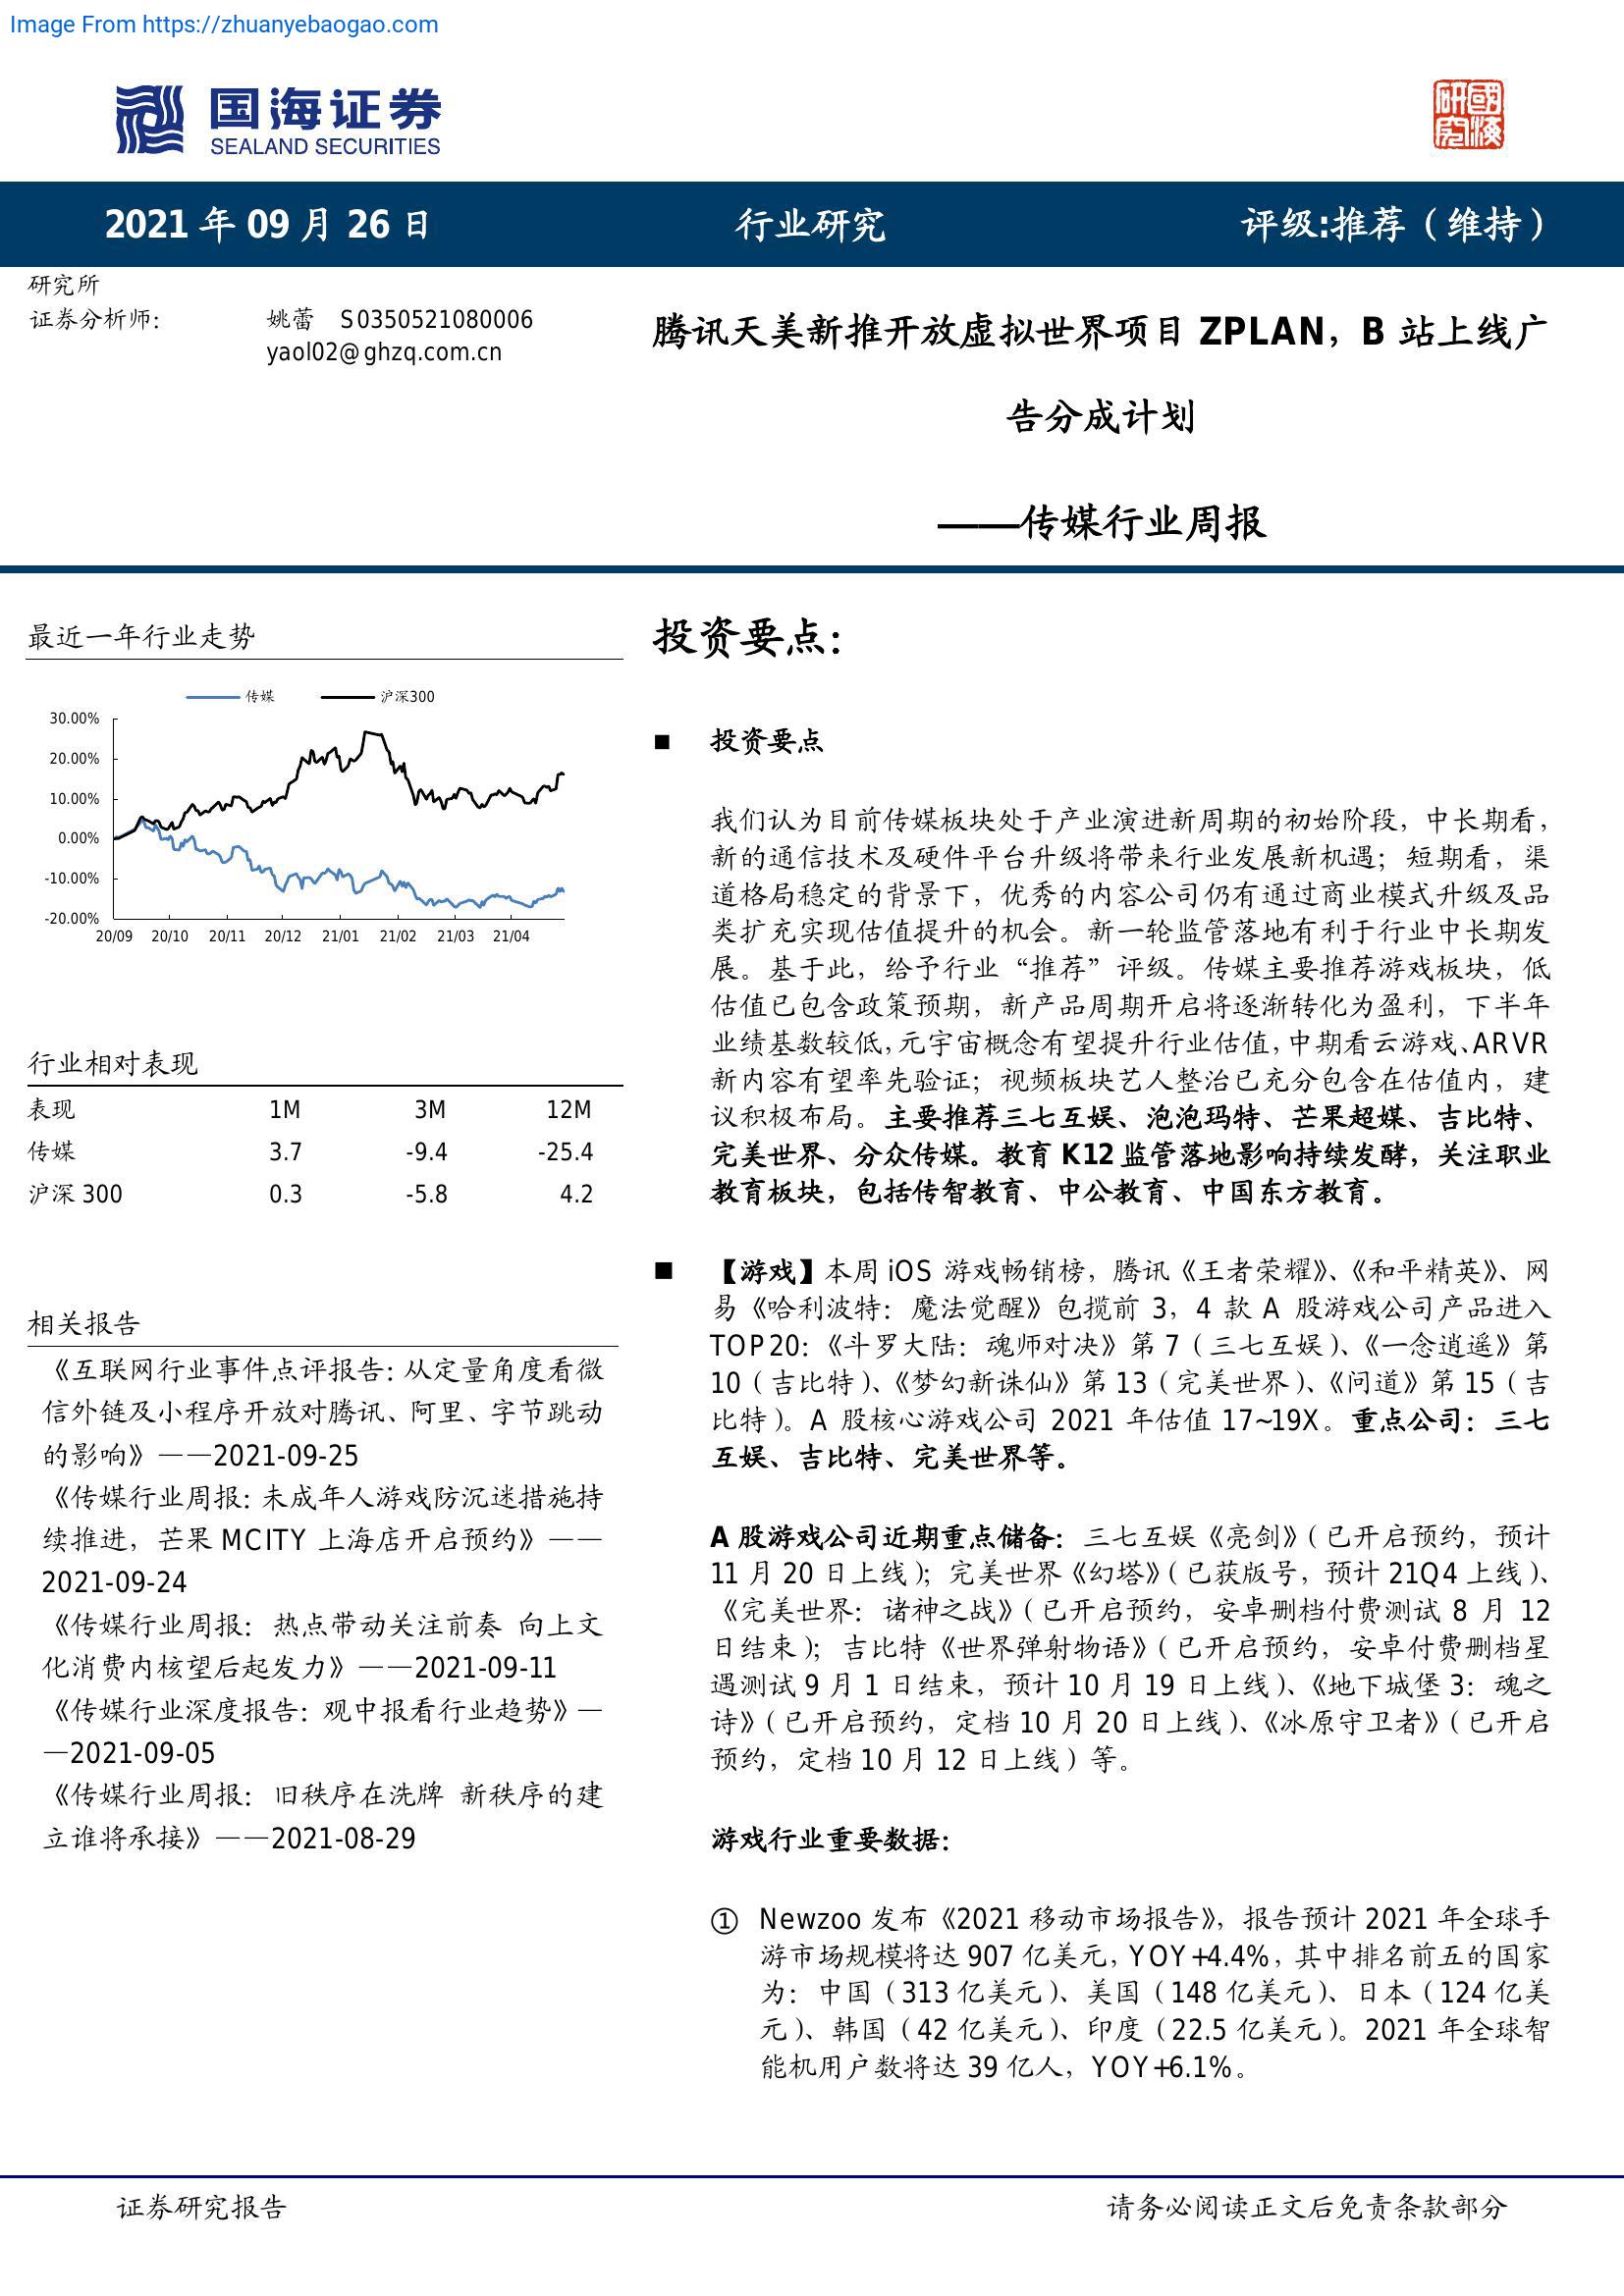 Image From https://zhuanyebaogao.com
国海证券
SEALAND SECURITIES
研究
國海
2021 年 09 月 26 日
行业研究
评级:推荐（维持）
研究所
证券分析师：
姚蕾 S0350521080006
yaol02@ghzq.com.cn
腾讯天美新推开放虚拟世界项目 ZPLAN，B 站上线广
告分成计划
——传媒行业周报
最近一年行业走势
传媒
沪深300
30.00%
20.00%
10.00%
0.00%
-10.00%
-20.00%
20/09 20/10 20/11 20/12 21/01 21/02 21/03 21/04
行业相对表现
表现 1M 3M 12M
传媒 3.7 -9.4 -25.4
沪深 300 0.3 -5.8 4.2
相关报告
《互联网行业事件点评报告：从定量角度看微
信外链及小程序开放对腾讯、阿里、字节跳动
的影响》——2021-09-25
《传媒行业周报：未成年人游戏防沉迷措施持
续推进，芒果 MCITY 上海店开启预约》——
2021-09-24
《传媒行业周报：热点带动关注前奏 向上文
化消费内核望后起发力》——2021-09-11
《传媒行业深度报告：观中报看行业趋势》—
—2021-09-05
《传媒行业周报：旧秩序在洗牌 新秩序的建
立谁将承接》——2021-08-29
投资要点：
■ 投资要点
我们认为目前传媒板块处于产业演进新周期的初始阶段，中长期看，
新的通信技术及硬件平台升级将带来行业发展新机遇；短期看，渠
道格局稳定的背景下，优秀的内容公司仍有通过商业模式升级及品
类扩充实现估值提升的机会。新一轮监管落地有利于行业中长期发
展。基于此，给予行业“推荐”评级。传媒主要推荐游戏板块，低
估值已包含政策预期，新产品周期开启将逐渐转化为盈利，下半年
业绩基数较低，元宇宙概念有望提升行业估值，中期看云游戏、ARVR
新内容有望率先验证；视频板块艺人整治已充分包含在估值内，建
议积极布局。主要推荐三七互娱、泡泡玛特、芒果超媒、吉比特、
完美世界、分众传媒。教育 K12 监管落地影响持续发酵，关注职业
教育板块，包括传智教育、中公教育、中国东方教育。
■ 【游戏】本周 iOS 游戏畅销榜，腾讯《王者荣耀》、《和平精英》、网
易《哈利波特：魔法觉醒》包揽前 3，4 款 A 股游戏公司产品进入
TOP20：《斗罗大陆：魂师对决》第 7（三七互娱）、《一念逍遥》第
10（吉比特）、《梦幻新诛仙》第 13（完美世界）、《问道》第 15（吉
比特）。A 股核心游戏公司 2021 年估值 17~19X。重点公司：三七
互娱、吉比特、完美世界等。
A 股游戏公司近期重点储备：三七互娱《亮剑》（已开启预约，预计
11 月 20 日上线）；完美世界《幻塔》（已获版号，预计 21Q4 上线）、
《完美世界：诸神之战》（已开启预约，安卓删档付费测试 8 月 12
日结束）；吉比特《世界弹射物语》（已开启预约，安卓付费删档星
遇测试 9 月 1 日结束，预计 10 月 19 日上线）、《地下城堡 3：魂之
诗》（已开启预约，定档 10 月 20 日上线）、《冰原守卫者》（已开启
预约，定档 10 月 12 日上线）等。
游戏行业重要数据：
① Newzoo 发布《2021 移动市场报告》，报告预计 2021 年全球手
游市场规模将达 907 亿美元，YOY+4.4%，其中排名前五的国家
为：中国（313 亿美元）、美国（148 亿美元）、日本（124 亿美
元）、韩国（42 亿美元）、印度（22.5 亿美元）。2021 年全球智
能机用户数将达 39 亿人，YOY+6.1%。
证券研究报告
请务必阅读正文后免责条款部分